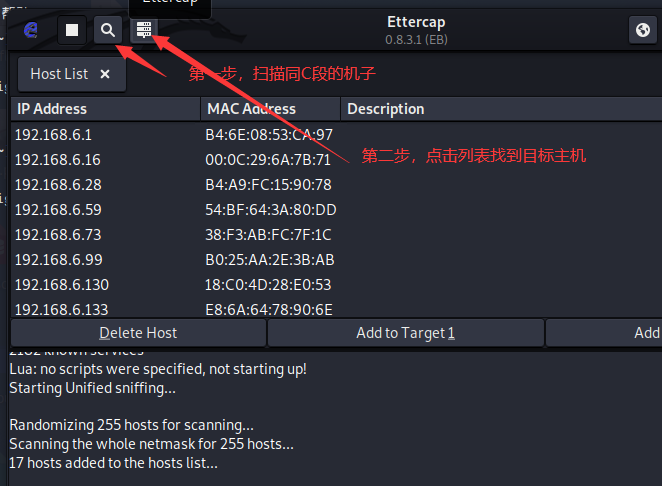 Ettercap
Ettercap
0.8.3.1 (EB)
Host List ×
第一步，扫描同C段的机子
IP Address MAC Address Description
192.168.6.1 B4:6E:08:53:CA:97
192.168.6.16 00:0C:29:6A:7B:71
第二步，点击列表找到目标主机
192.168.6.28 B4:A9:FC:15:90:78
192.168.6.59 54:BF:64:3A:80:DD
192.168.6.73 38:F3:AB:FC:7F:1C
192.168.6.99 B0:25:AA:2E:3B:AB
192.168.6.130 18:C0:4D:28:E0:53
192.168.6.133 E8:6A:64:78:90:6E
Delete Host Add to Target 1 Add
2182 known services
Lua: no scripts were specified, not starting up!
Starting Unified sniffing...
Randomizing 255 hosts for scanning...
Scanning the whole netmask for 255 hosts...
17 hosts added to the hosts list...